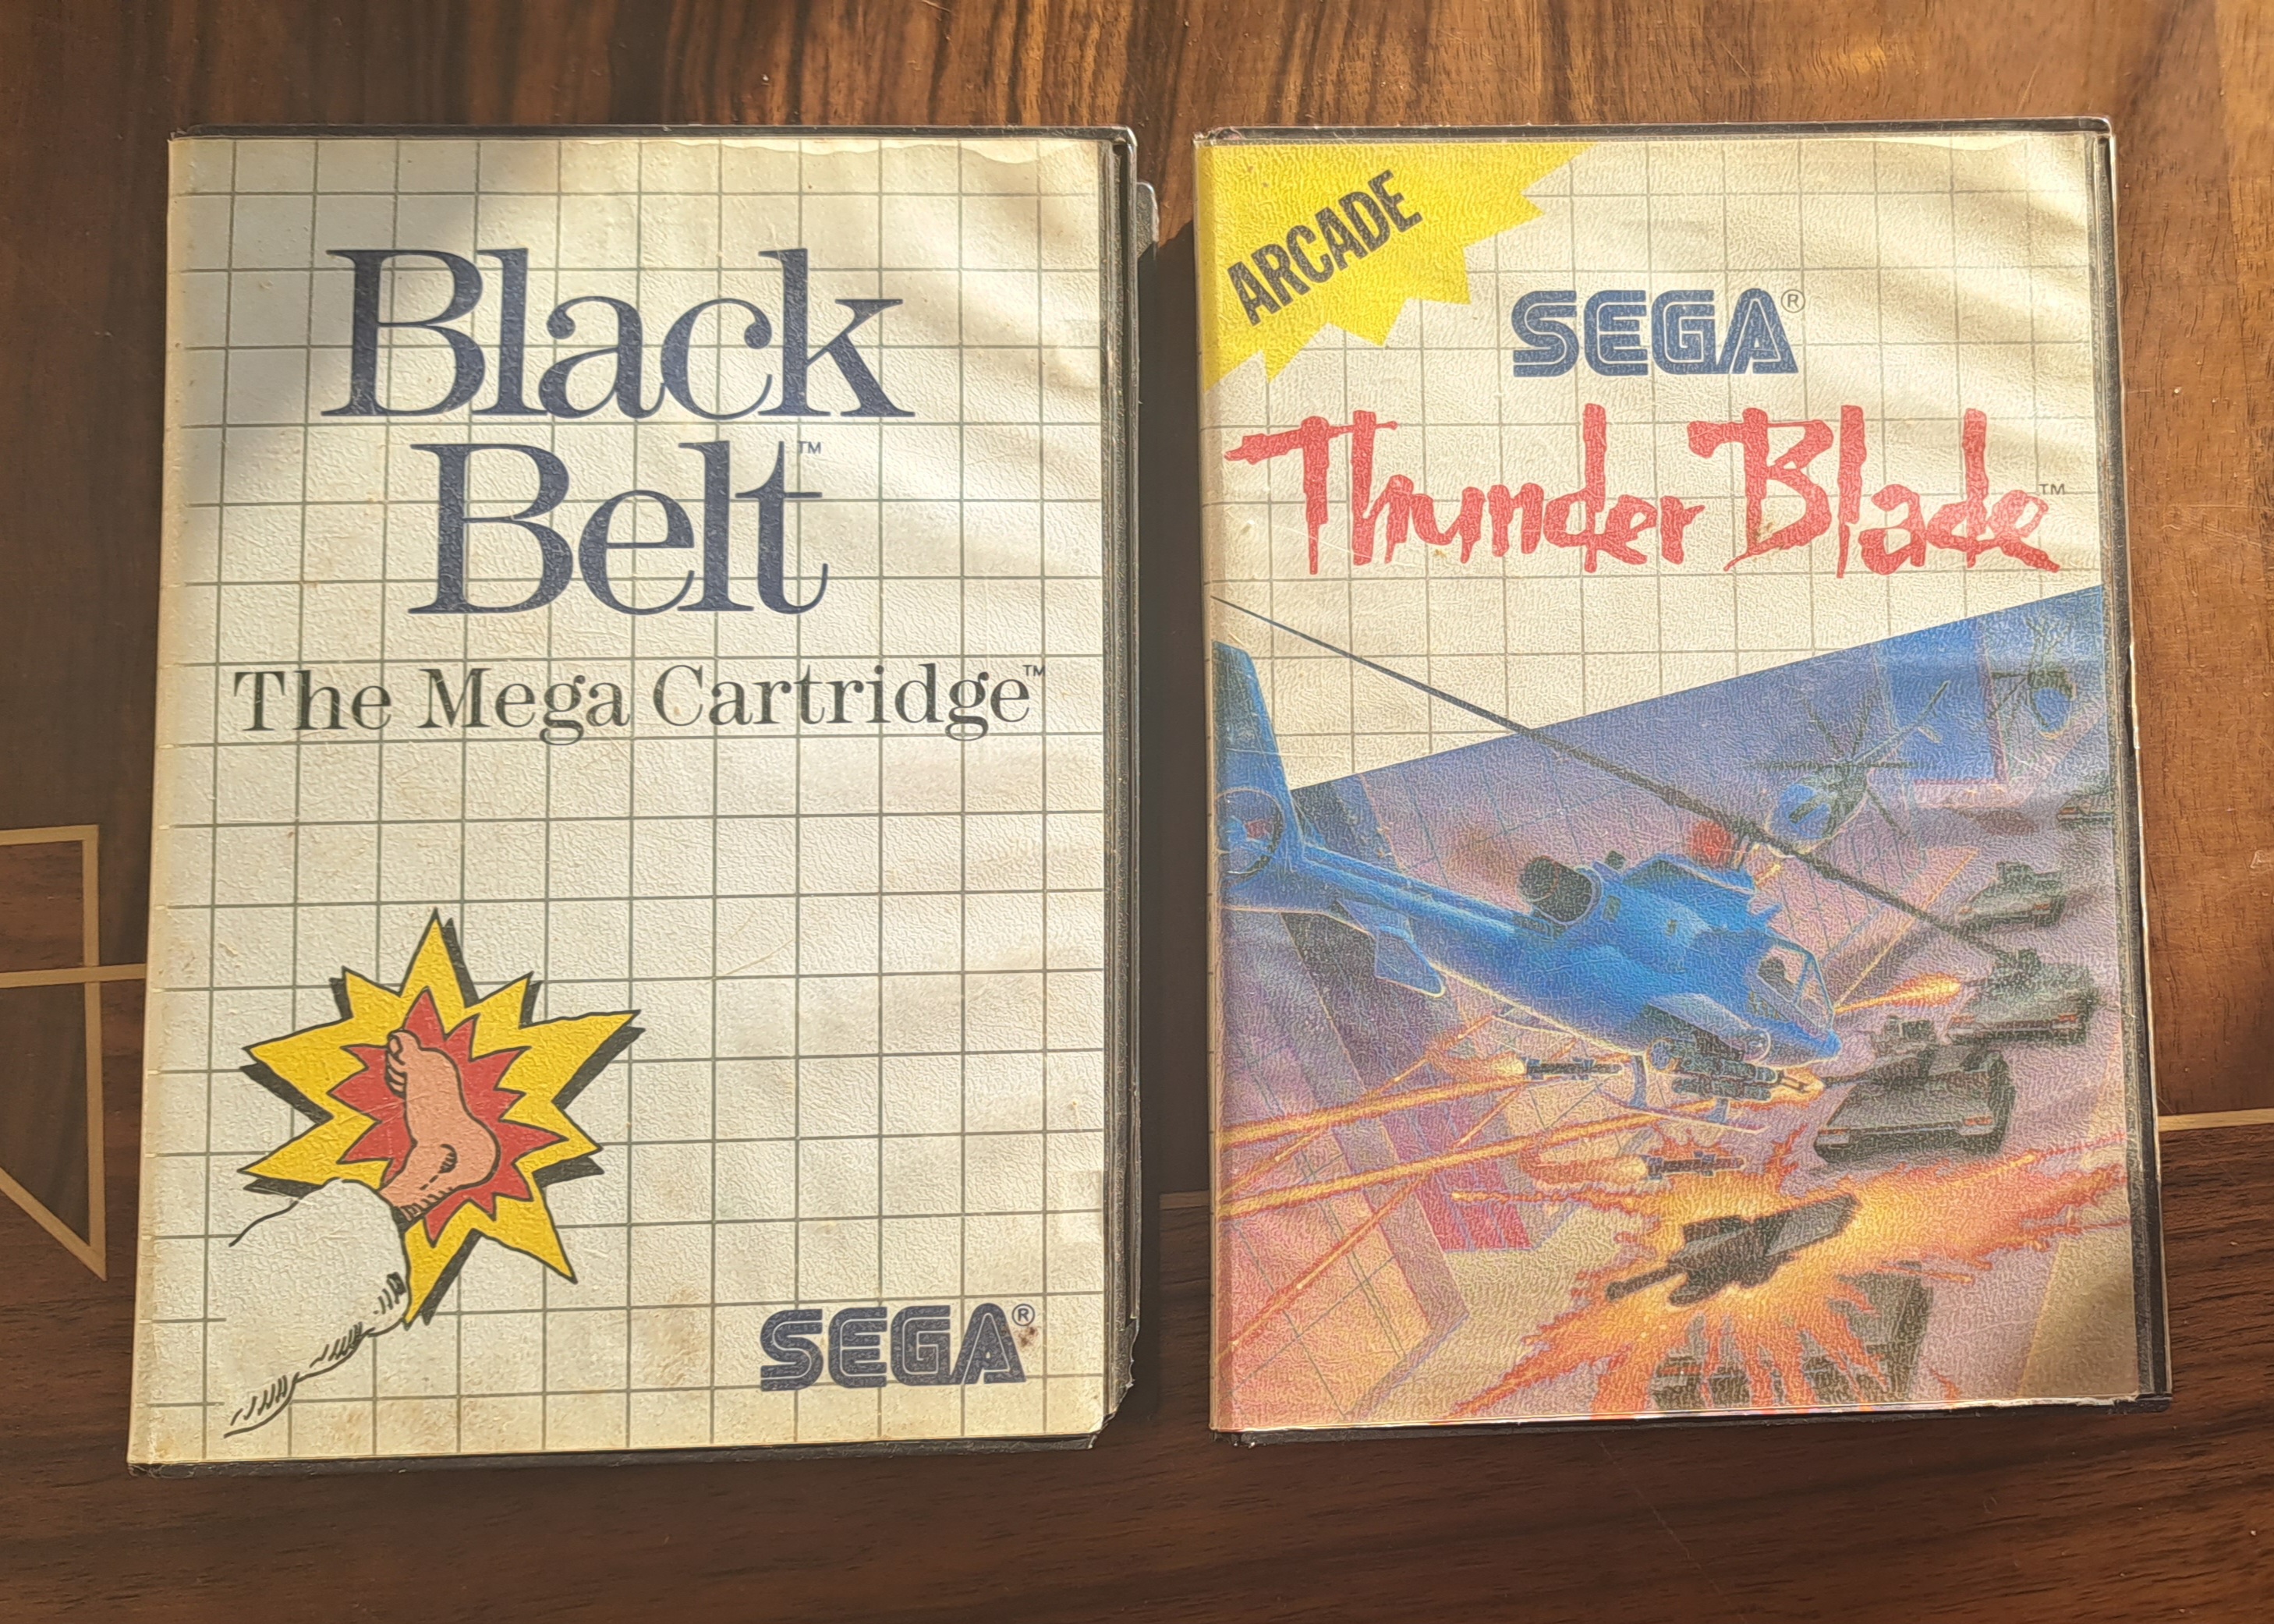 Black
Belt™
The Mega Cartridge™
SEGA®
ARCADE
SEGA®
Thunder Blade™